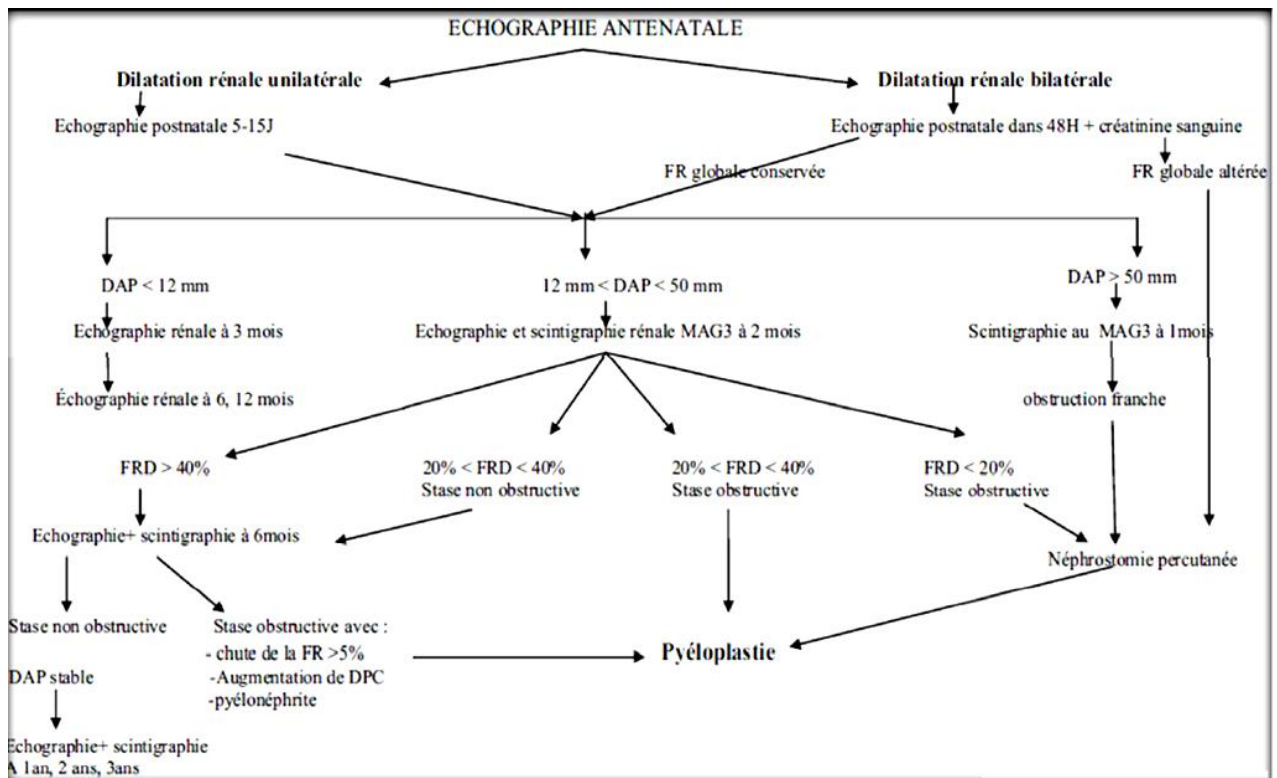 ECHOGRAPHIE ANTENATALE
Dilatation rénale unilatérale
Dilatation rénale bilatérale
Echographie postnatale 5-15J
Echographie postnatale dans 48H + créatinine sanguine
FR globale conservée
FR globale altérée
DAP < 12 mm
12 mm < DAP < 50 mm
DAP > 50 mm
Echographie rénale à 3 mois
Echographie et scintigraphie rénale MAG3 à 2 mois
Scintigraphie au MAG3 à 1mois
Échographie rénale à 6, 12 mois
obstruction franche
FRD > 40%
20% < FRD < 40%
Stase non obstructive
20% < FRD < 40%
Stase obstructive
FRD < 20%
Stase obstructive
Echographie+ scintigraphie à 6mois
Néphrostomie percutanée
Stase non obstructive
DAP stable
Stase obstructive avec :
- chute de la FR >5%
-Augmentation de DPC
-pyélonéphrite
Pyéloplastie
Echographie+ scintigraphie
A 1an, 2 ans, 3ans